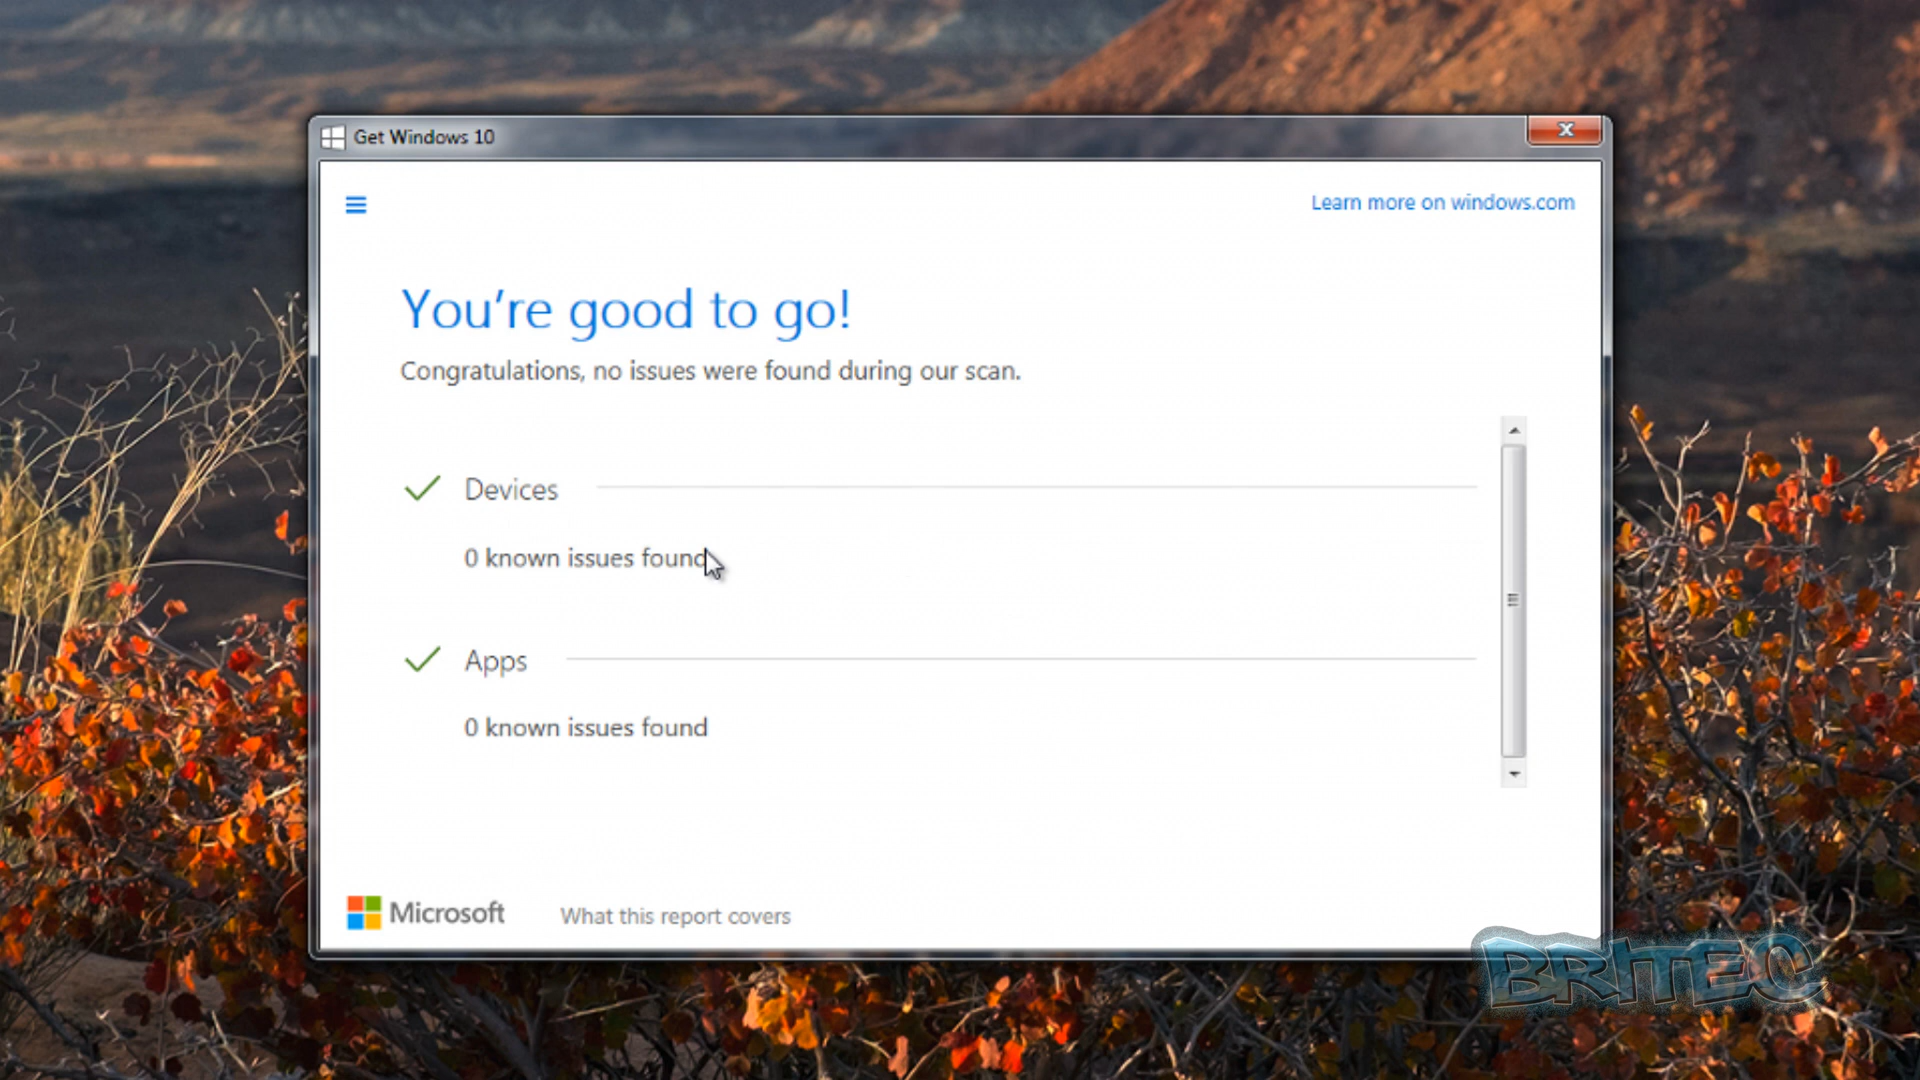 Get Windows 10
Learn more on windows.com
You're good to go!
Congratulations, no issues were found during our scan.
Devices
0 known issues found
Apps
0 known issues found
Microsoft
What this report covers
BRITEC